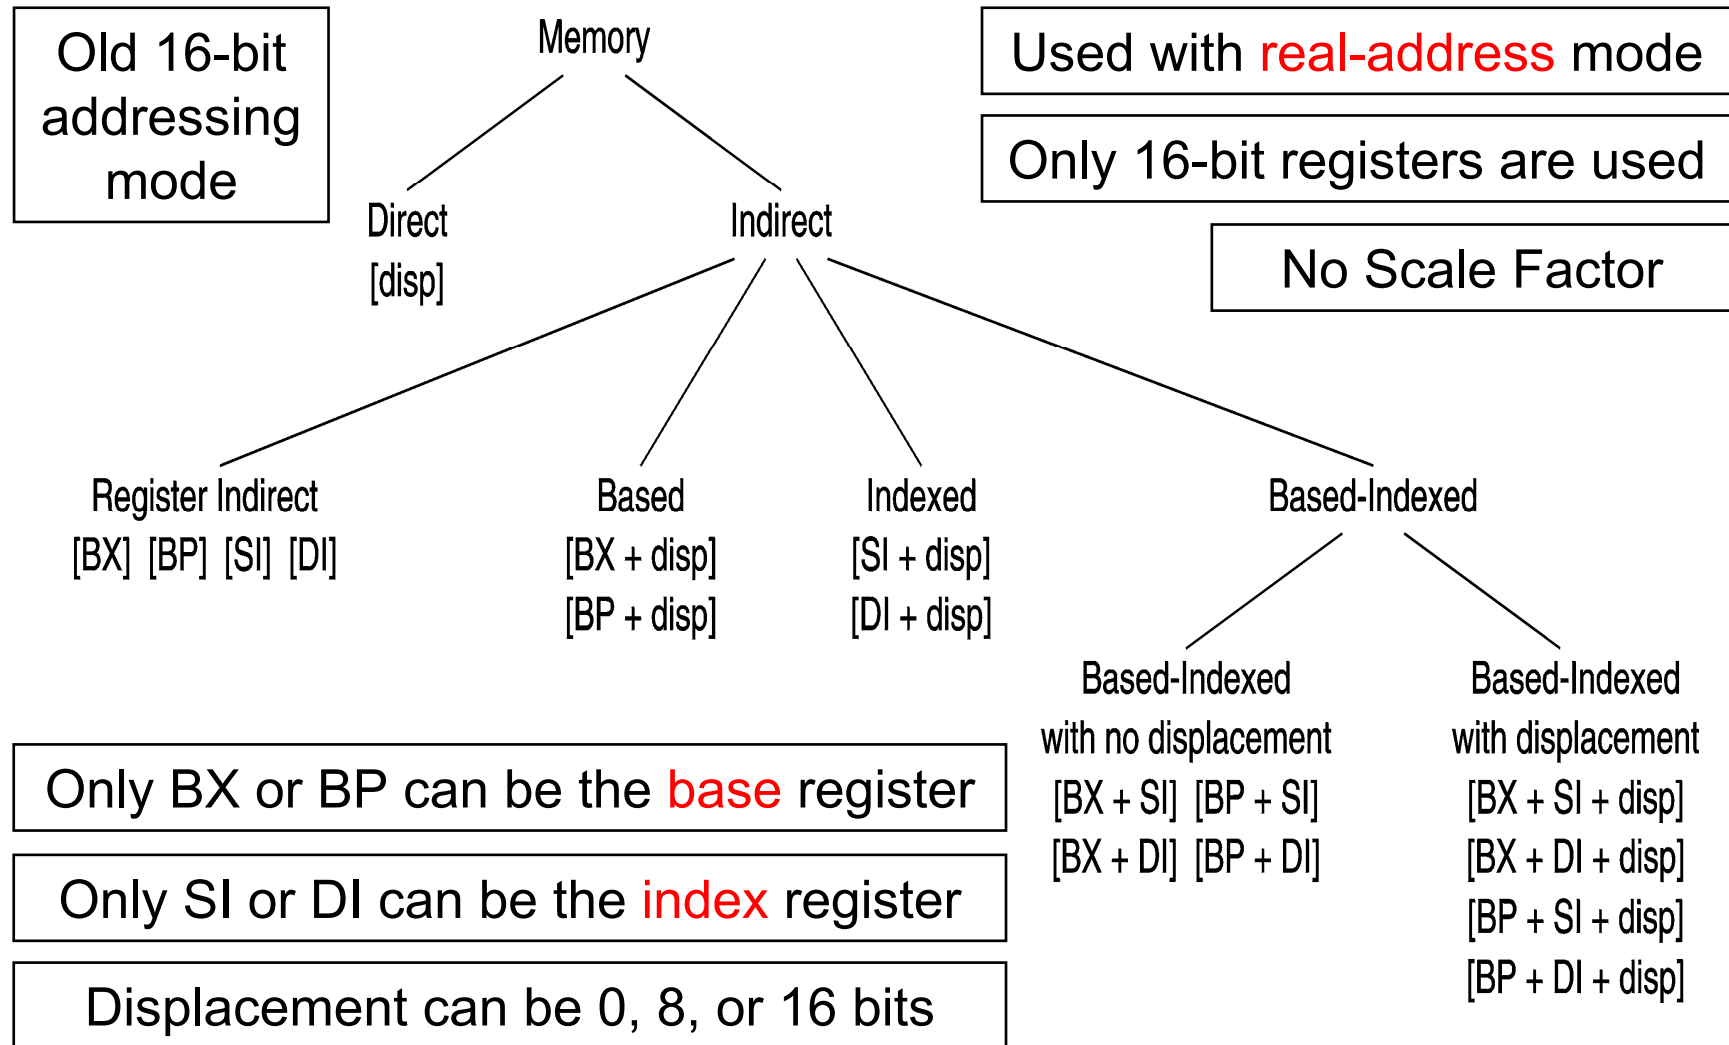 Old 16-bit
addressing
mode
Memory
Used with real-address mode
Only 16-bit registers are used
No Scale Factor
Direct
[disp]
Indirect
Register Indirect
[BX] [BP] [SI] [DI]
Based
[BX + disp]
[BP + disp]
Indexed
[SI + disp]
[DI + disp]
Based-Indexed
Based-Indexed
with no displacement
[BX + SI] [BP + SI]
[BX + DI] [BP + DI]
Based-Indexed
with displacement
[BX + SI + disp]
[BX + DI + disp]
[BP + SI + disp]
[BP + DI + disp]
Only BX or BP can be the base register
Only SI or DI can be the index register
Displacement can be 0, 8, or 16 bits